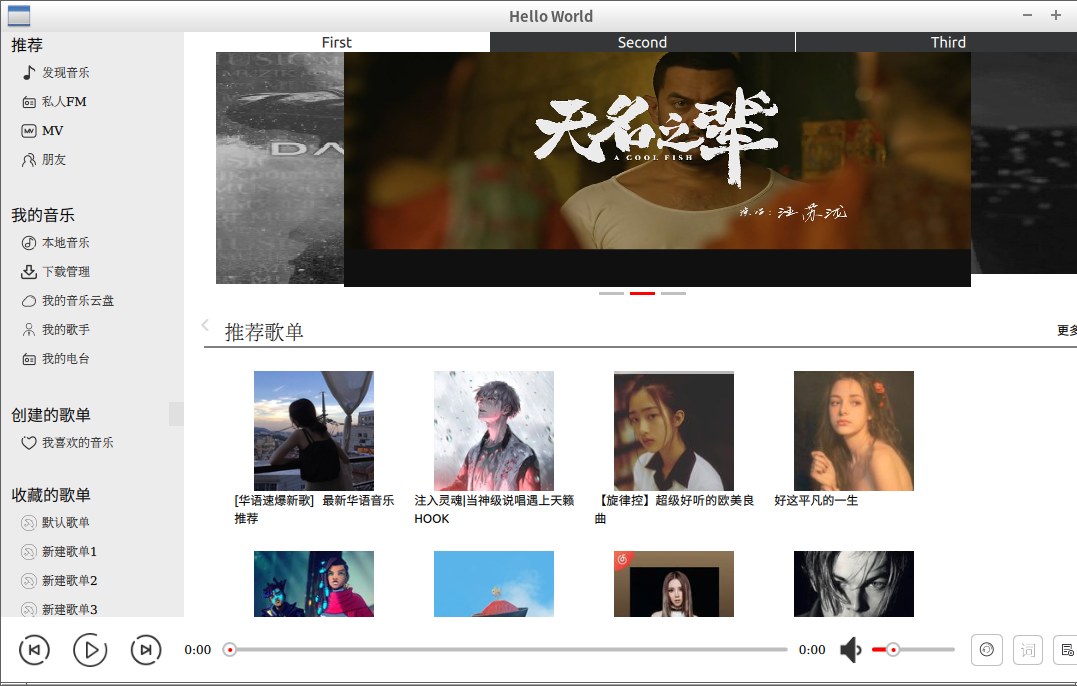 Hello World
推荐
发现音乐
私人FM
MV
朋友
我的音乐
本地音乐
下载管理
我的音乐云盘
我的歌手
我的电台
创建的歌单
我喜欢的音乐
收藏的歌单
默认歌单
新建歌单1
新建歌单2
新建歌单3
First Second Third
DA
无名之辈
A COOL FISH
演唱：汪苏泷
推荐歌单
更多
[华语速爆新歌] 最新华语音乐
推荐
注入灵魂|当神级说唱遇上天籁
HOOK
【旋律控】超级好听的欧美良
曲
好这平凡的一生
0:00 0:00
词